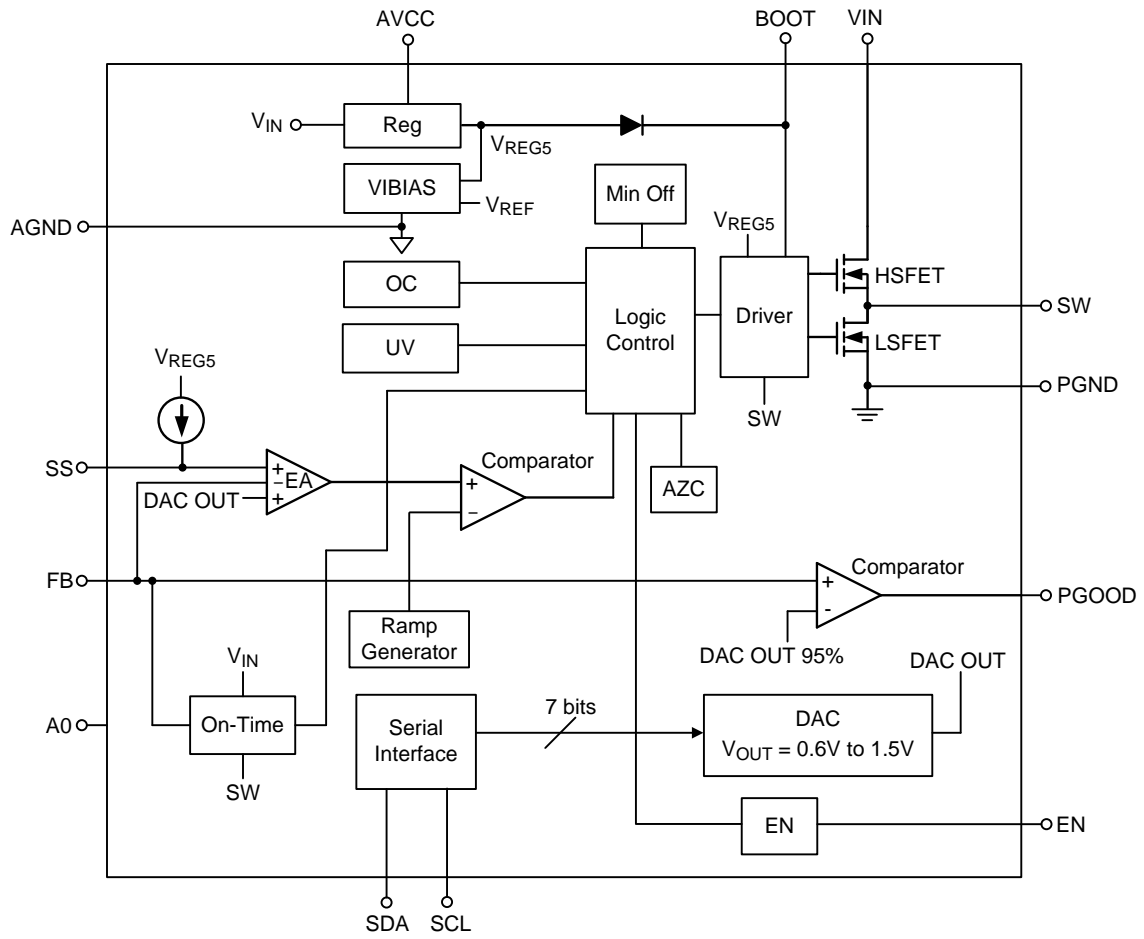 AVCC
BOOT
VIN
VIN
Reg
VREG5
VIBIAS
VREF
AGND
Min Off
VREG5
OC
UV
Logic
Control
Driver
HSFET
SW
LSFET
PGND
SW
VREG5
SS
+
−
+
EA
DAC OUT
Comparator
+
−
AZC
FB
Comparator
+
-
PGOOD
DAC OUT 95%
DAC OUT
Ramp
Generator
VIN
A0
On-Time
SW
Serial
Interface
7 bits
DAC
VOUT = 0.6V to 1.5V
EN
EN
SDA
SCL